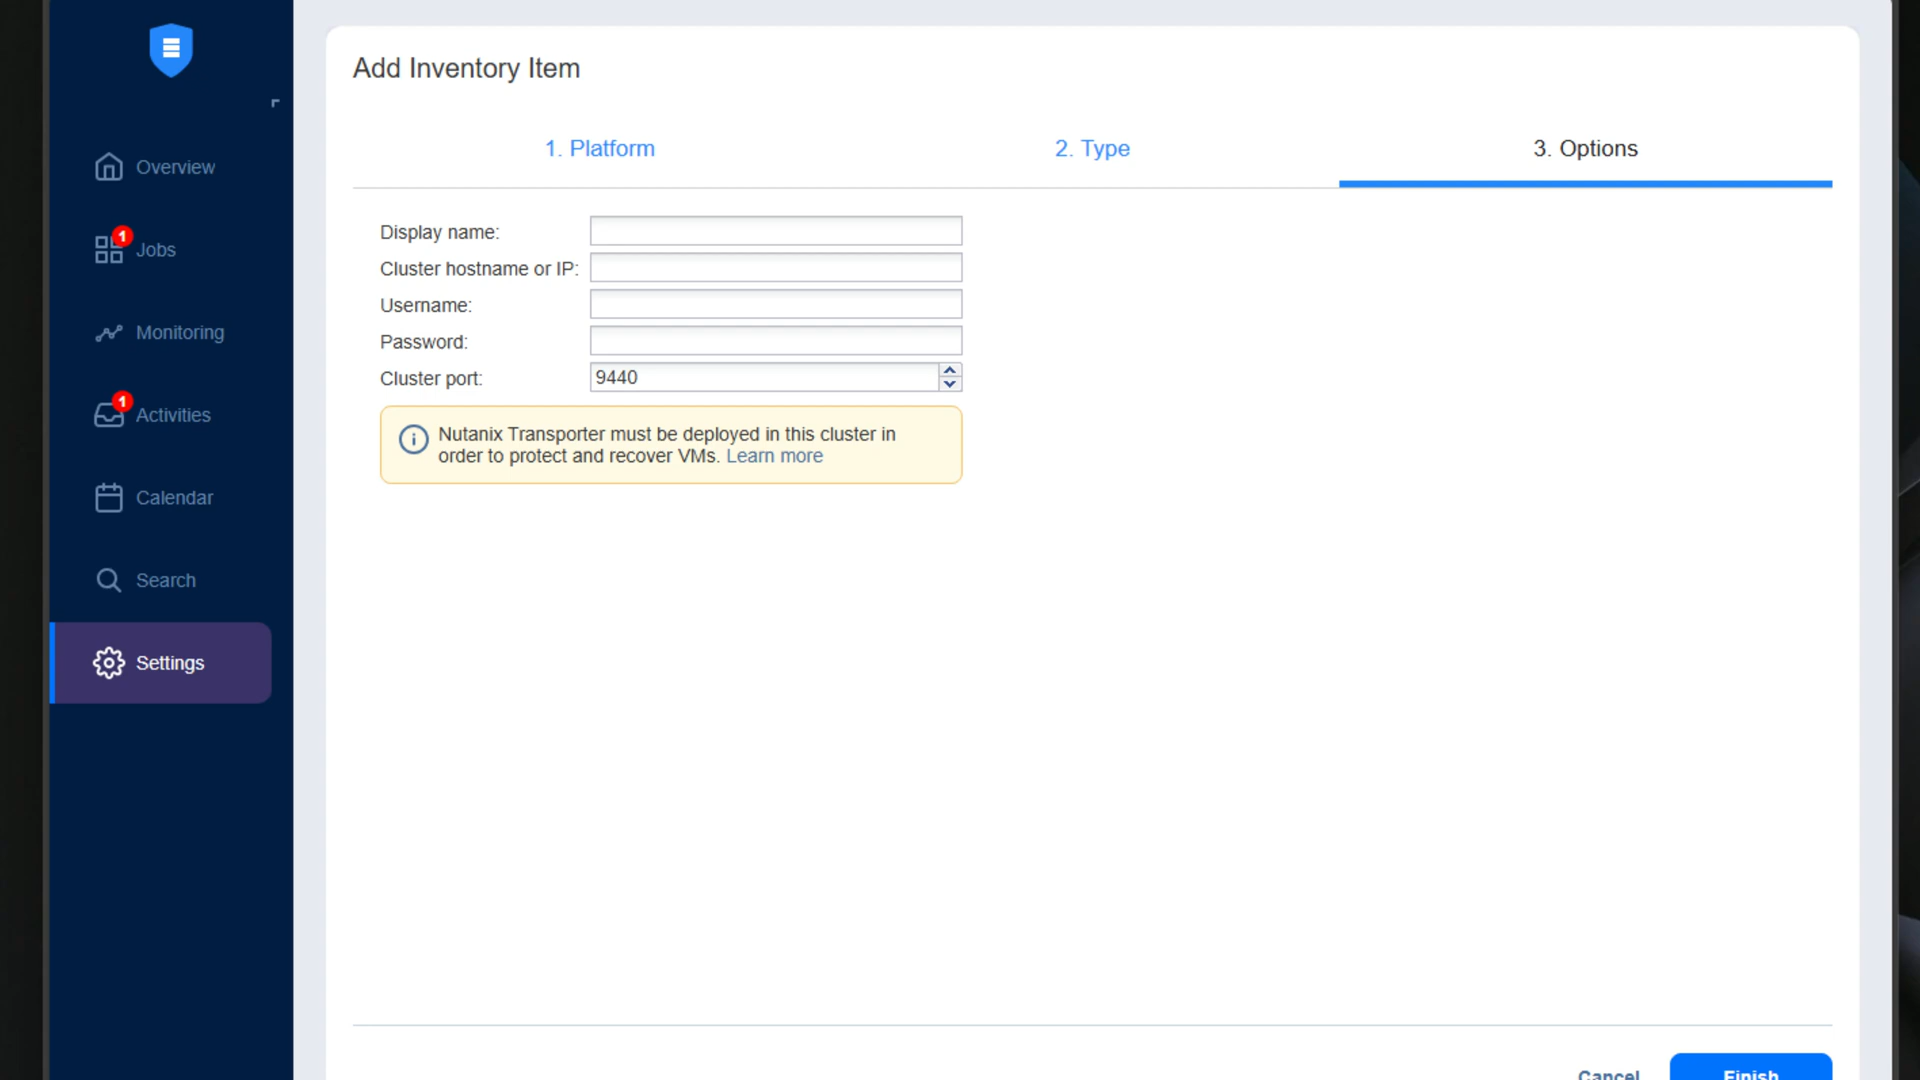 Add Inventory Item
1. Platform
2. Type
3. Options
Overview
1
Jobs
Monitoring
1
Activities
Calendar
Search
Settings
Display name:
Cluster hostname or IP:
Username:
Password:
Cluster port:
9440
Nutanix Transporter must be deployed in this cluster in
order to protect and recover VMs. Learn more
Cancel
Finish